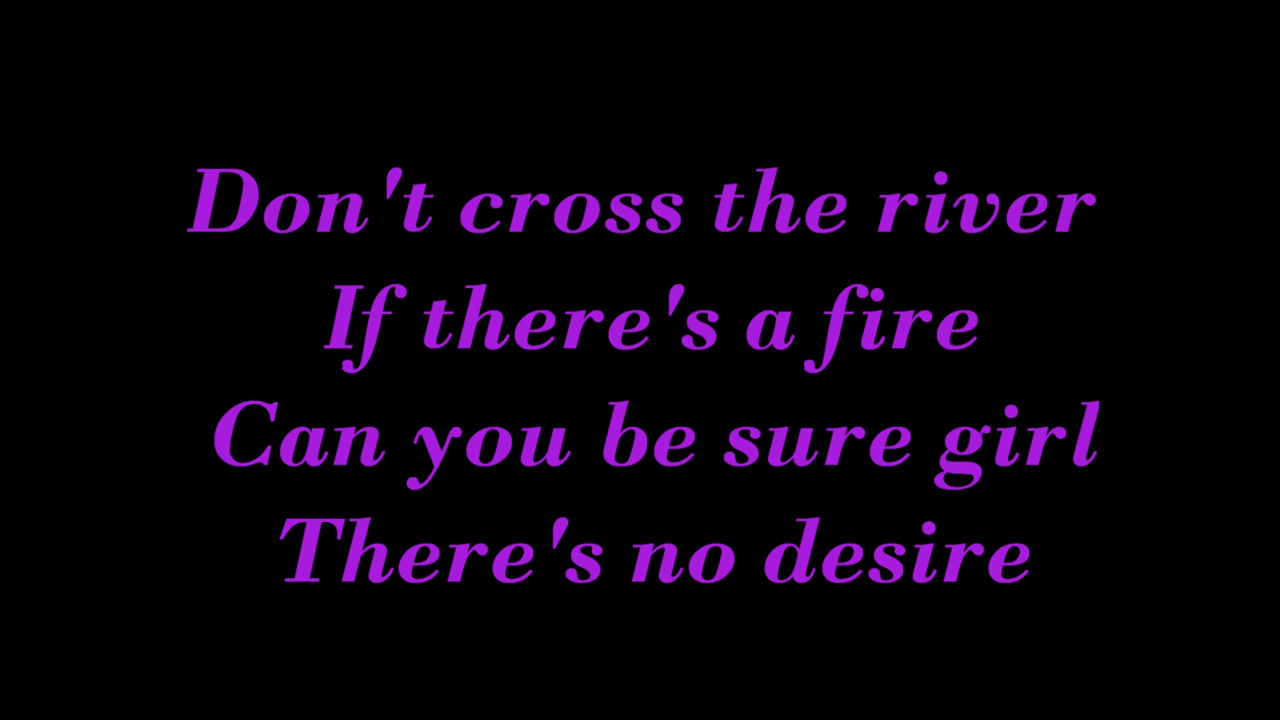 Don't cross the river
If there's a fire
Can you be sure girl
There's no desire